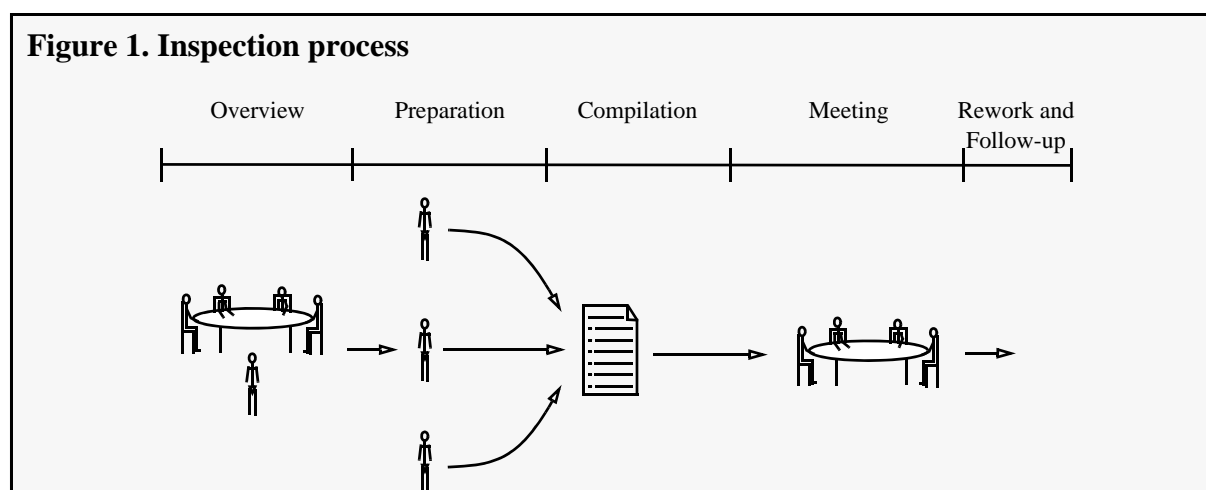 Figure 1. Inspection process
Overview Preparation Compilation Meeting Rework and
Follow-up